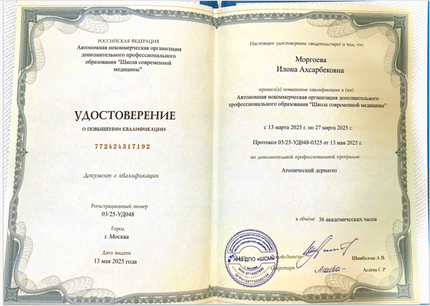 РОССИЙСКАЯ ФЕДЕРАЦИЯ
Автономная некоммерческая организация
дополнительного профессионального
образования "Школа современной
медицины"
УДОСТОВЕРЕНИЕ
О ПОВЫШЕНИИ КВАЛИФИКАЦИИ
772424317192
Документ о квалификации
Регистрационный номер
03/25-УД048
Город
г. Москва
Дата выдачи
13 мая 2025 года
Настоящее удостоверение свидетельствует о том, что
Моргоева
Илона Ахсарбековна
прошел(а) повышение квалификации в (на)
Автономная некоммерческая организация дополнительного
профессионального образования "Школа современной медицины"
с 13 марта 2025 г. по 27 марта 2025 г.
Протокол 03/25-УД048-0325 от 13 мая 2025 г.
по дополнительной профессиональной программе
Атопический дерматит
в объёме 36 академических часов
Руководитель
Секретарь Асаева С.Р.